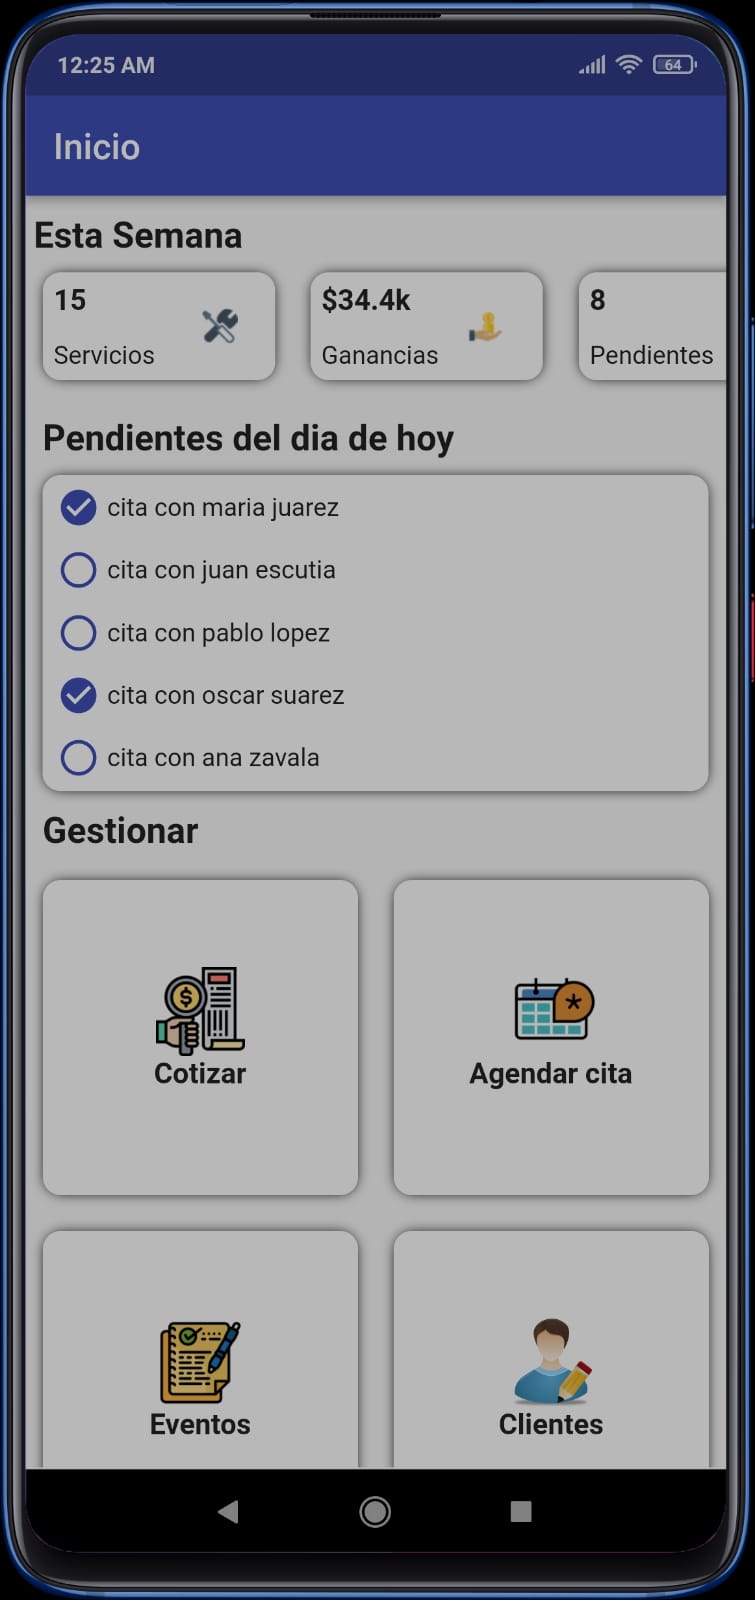 12:25 AM
64
Inicio
Esta Semana
15
Servicios
$34.4k
Ganancias
8
Pendientes
Pendientes del dia de hoy
cita con maria juarez
cita con juan escutia
cita con pablo lopez
cita con oscar suarez
cita con ana zavala
Gestionar
Cotizar
Agendar cita
Eventos
Clientes